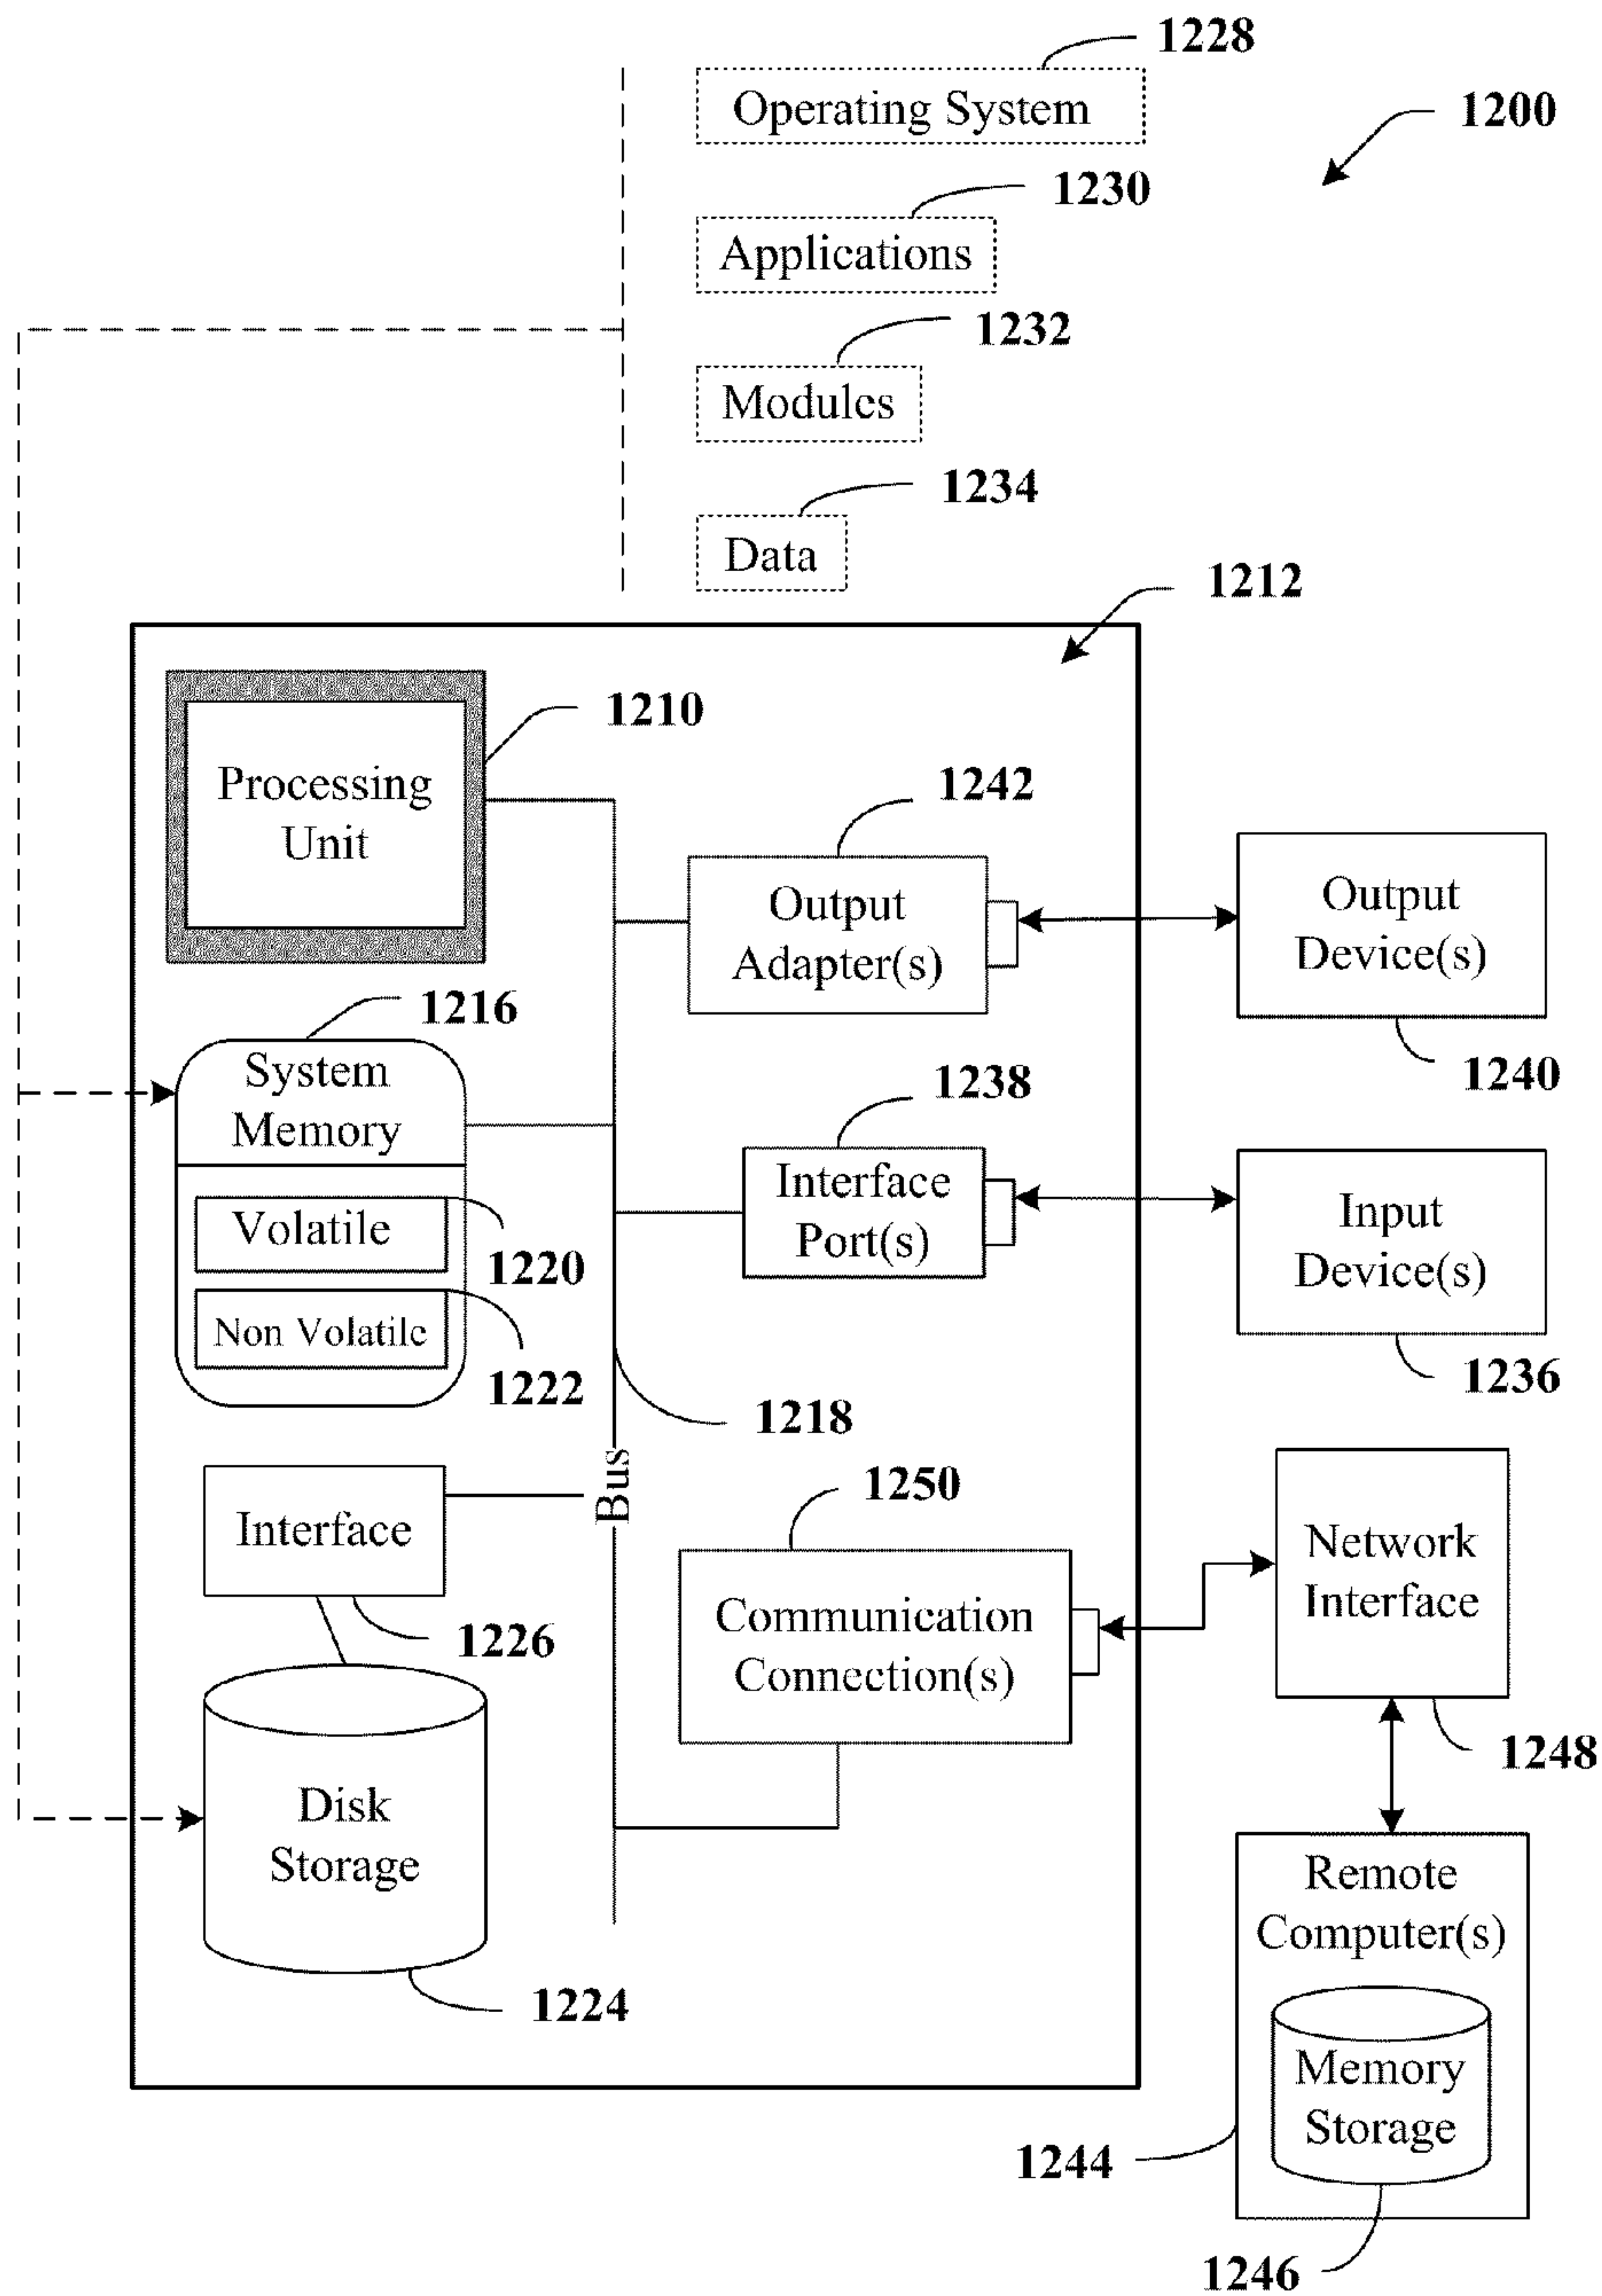 1228
Operating System
1200
1230
Applications
1232
Modules
1234
Data
1212
1210
Processing
Unit
1242
Output
Adapter(s)
Output
Device(s)
1240
1216
System
Memory
1238
Interface
Port(s)
Input
Device(s)
1236
Volatile
1220
Non Volatile
1222
1218
Bus
Interface
1226
1250
Communication
Connection(s)
Network
Interface
1248
Disk
Storage
1224
Remote
Computer(s)
Memory
Storage
1244
1246